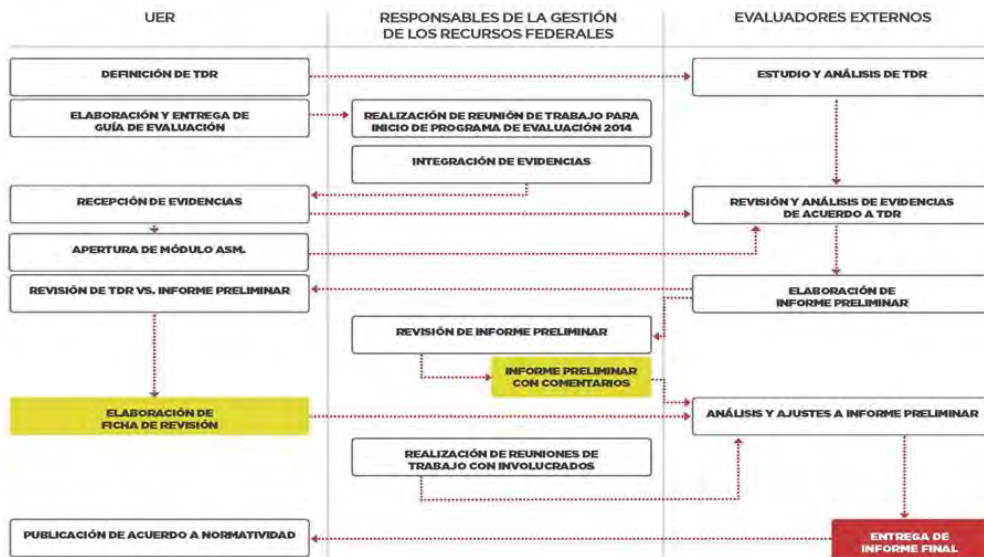 UER
RESPONSABLES DE LA GESTIÓN
DE LOS RECURSOS FEDERALES
EVALUADORES EXTERNOS
DEFINICIÓN DE TDR
ESTUDIO Y ANÁLISIS DE TDR
ELABORACIÓN Y ENTREGA DE
GUÍA DE EVALUACIÓN
REALIZACIÓN DE REUNIÓN DE TRABAJO PARA
INICIO DE PROGRAMA DE EVALUACIÓN 2014
INTEGRACIÓN DE EVIDENCIAS
RECEPCIÓN DE EVIDENCIAS
REVISIÓN Y ANÁLISIS DE EVIDENCIAS
DE ACUERDO A TDR
APERTURA DE MÓDULO ASM.
REVISIÓN DE TDR VS. INFORME PRELIMINAR
ELABORACIÓN DE
INFORME PRELIMINAR
REVISIÓN DE INFORME PRELIMINAR
INFORME PRELIMINAR
CON COMENTARIOS
ELABORACIÓN DE
FICHA DE REVISIÓN
ANÁLISIS Y AJUSTES A INFORME PRELIMINAR
REALIZACIÓN DE REUNIONES DE
TRABAJO CON INVOLUCRADOS
PUBLICACIÓN DE ACUERDO A NORMATIVIDAD
ENTREGA DE
INFORME FINAL